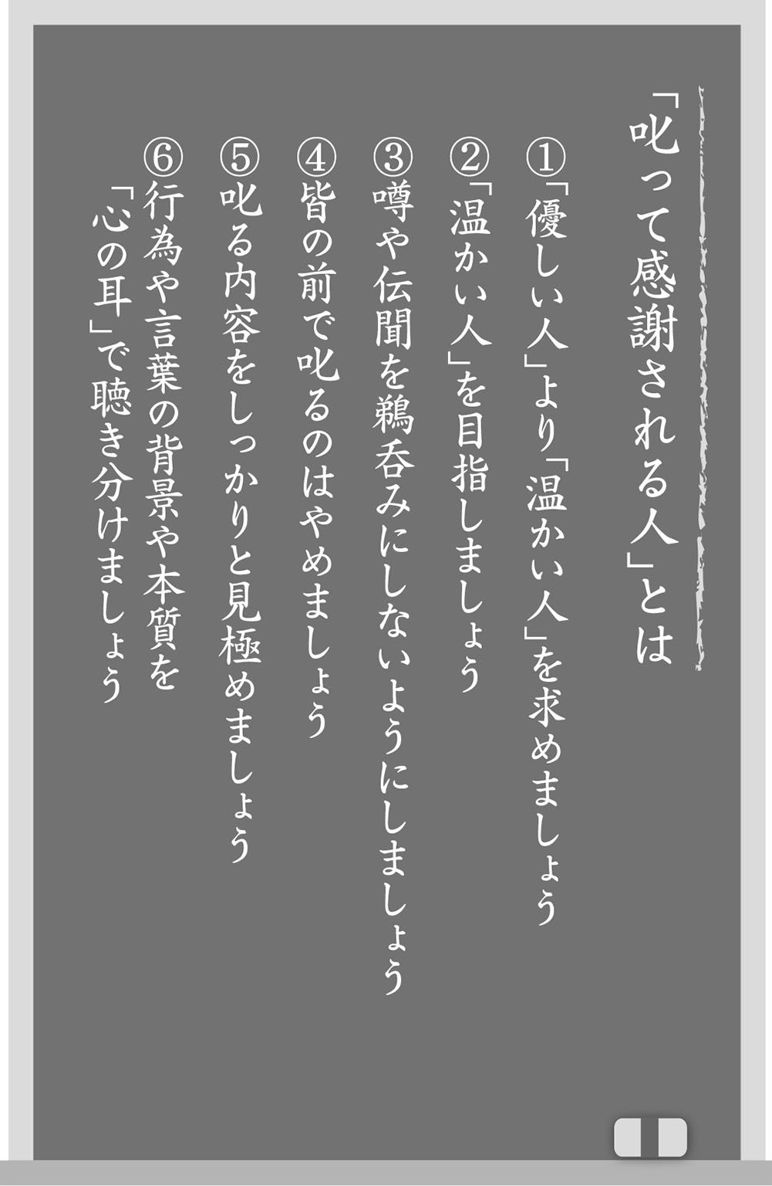 「叱って感謝される人」とは
①「優しい人」より「温かい人」を求めましょう
②「温かい人」を目指しましょう
③噂や伝聞を鵜呑みにしないようにしましょう
④皆の前で叱るのはやめましょう
⑤叱る内容をしっかりと見極めましょう
⑥行為や言葉の背景や本質を
「心の耳」で聴き分けましょう